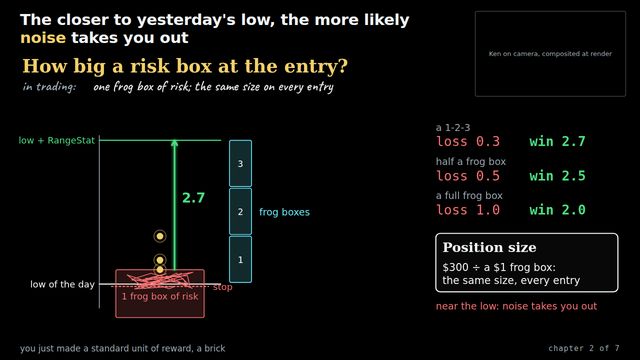 The closer to yesterday's low, the more likely
noise takes you out
Ken on camera, composited at render
How big a risk box at the entry?
in trading: one frog box of risk; the same size on every entry
low + RangeStat
2.7
3
2
1
frog boxes
low of the day
stop
1 frog box of risk
a 1-2-3
loss 0.3 win 2.7
half a frog box
loss 0.5 win 2.5
a full frog box
loss 1.0 win 2.0
Position size
$300 ÷ a $1 frog box:
the same size, every entry
near the low: noise takes you out
you just made a standard unit of reward, a brick
chapter 2 of 7